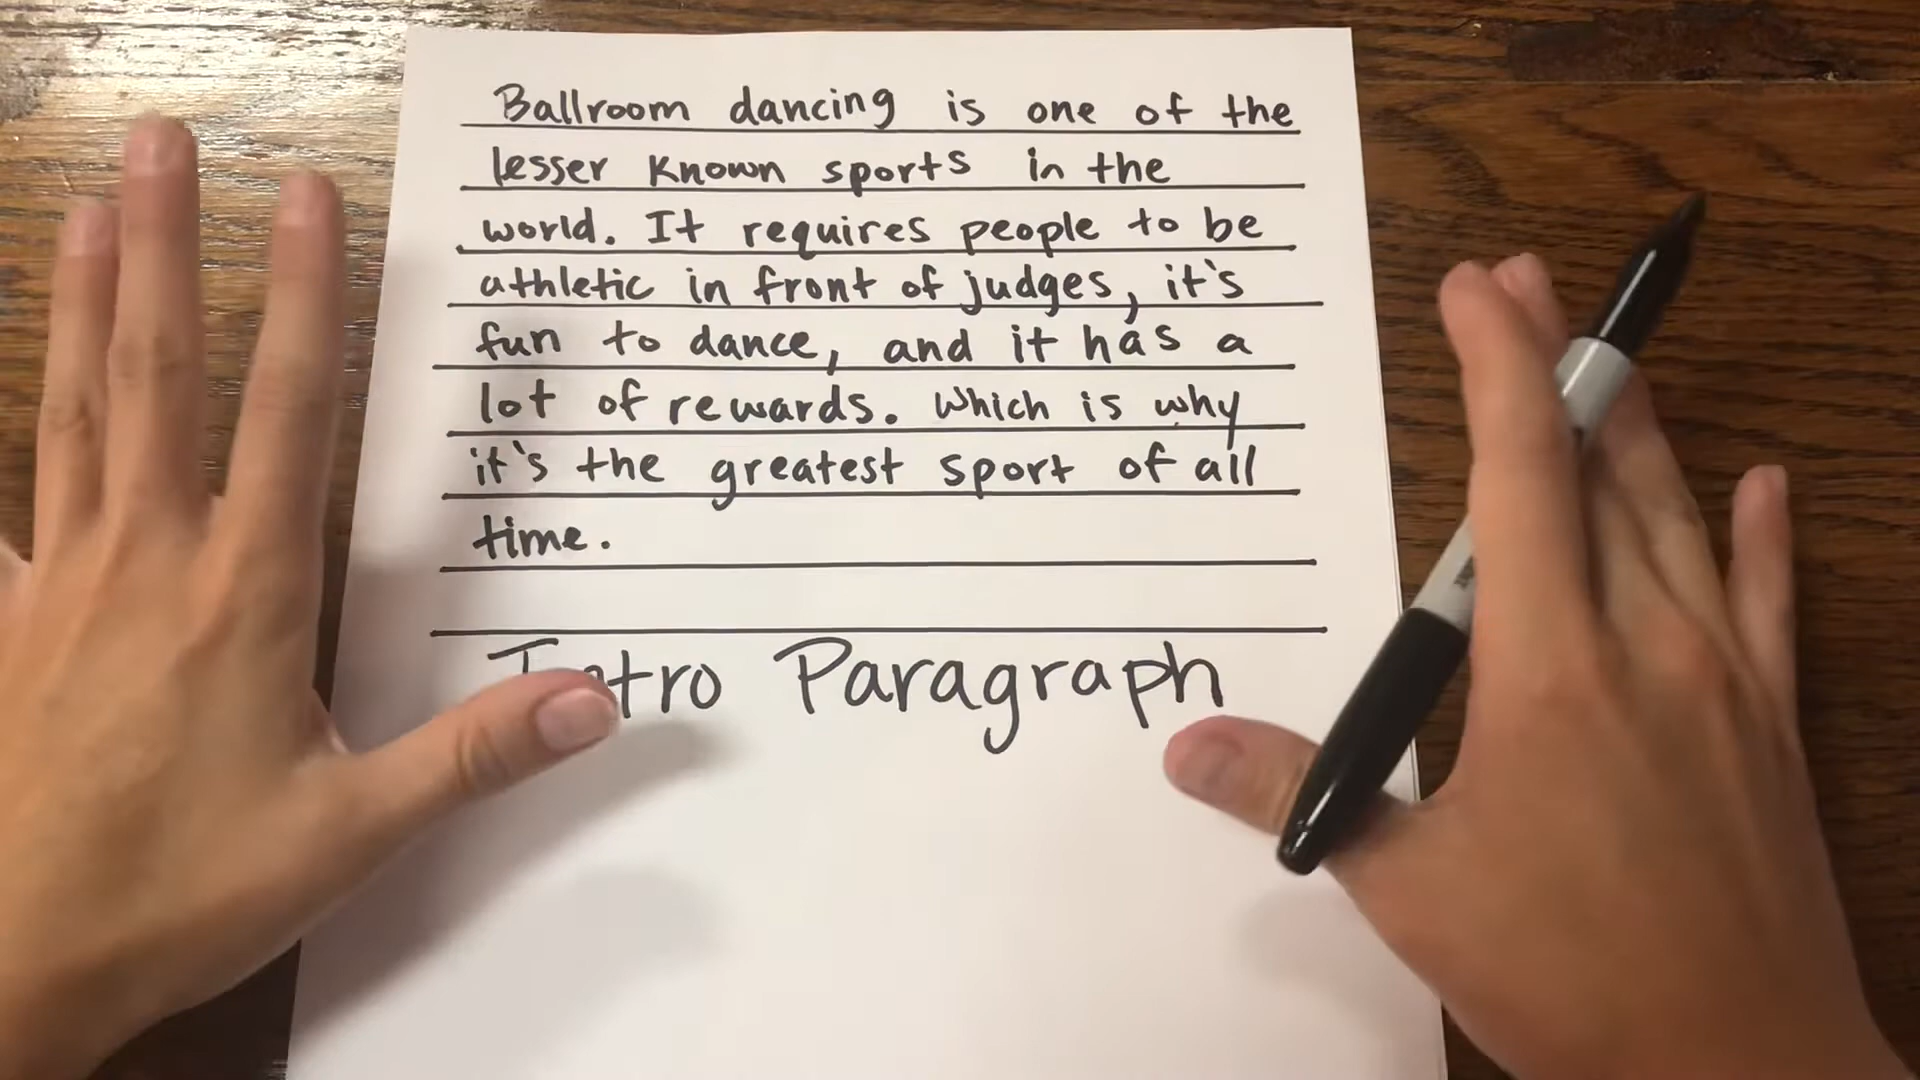 Ballroom dancing is one of the
lesser known sports in the
world. It requires people to be
athletic in front of judges, it's
fun to dance, and it has a
lot of rewards. Which is why
it's the greatest sport of all
time.
Intro Paragraph